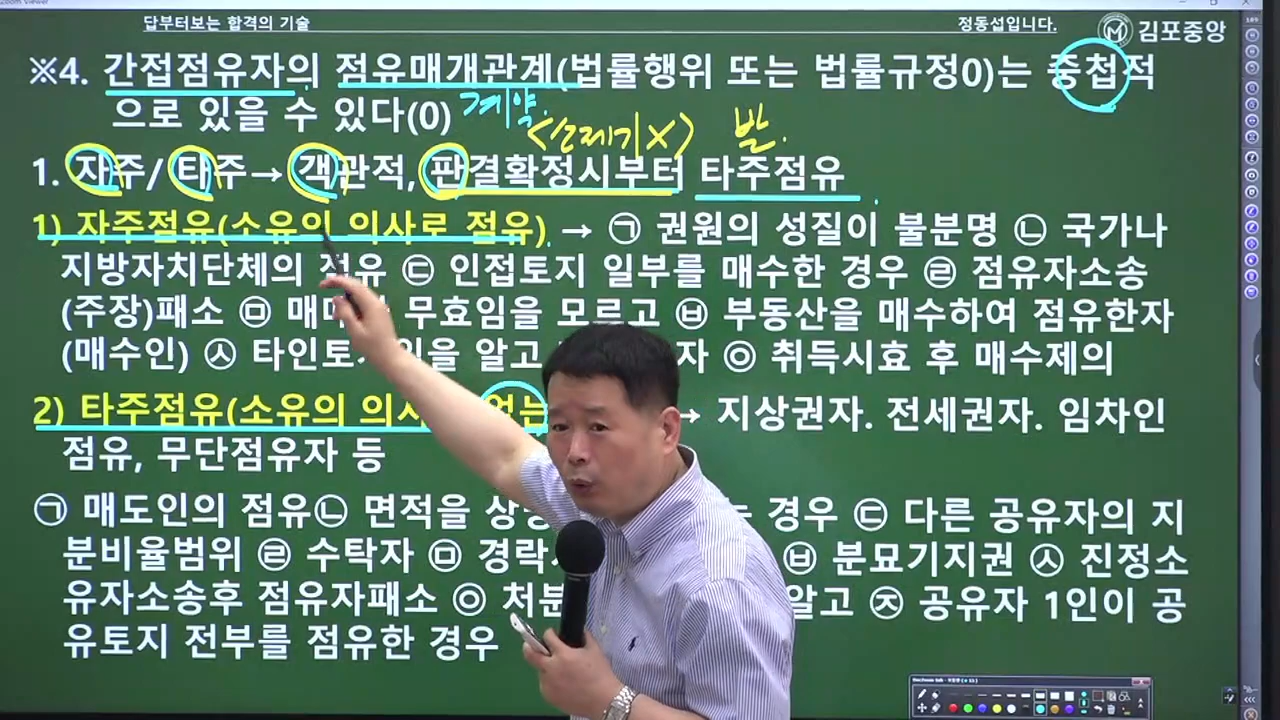 답부터보는 합격의 기술
정동섭입니다.
김포중앙
※4. 간접점유자의 점유매개관계(법률행위 또는 법률규정0)는 중첩적
으로 있을 수 있다(0) 계약.
<소제기X> 발.
1. 자주/ 타주→ 객관적, 판결확정시부터 타주점유
1) 자주점유(소유의 의사로 점유) → ㉠ 권원의 성질이 불분명 ㉡ 국가나
지방자치단체의 점유 ㉢ 인접토지 일부를 매수한 경우 ㉣ 점유자소송
(주장)패소 ㉤ 무효임을 모르고 ㉥ 부동산을 매수하여 점유한자
(매수인) ㉦ 타인토 을 알고 자 ㉧ 취득시효 후 매수제의
2) 타주점유(소유의 의사 없는 → 지상권자. 전세권자. 임차인
점유, 무단점유자 등
㉠ 매도인의 점유㉡ 면적을 상당 는 경우 ㉢ 다른 공유자의 지
분비율범위 ㉣ 수탁자 ㉤ 경락 ㉥ 분묘기지권 ㉦ 진정소
유자소송후 점유자패소 ㉧ 처분 알고 ㉨ 공유자 1인이 공
유토지 전부를 점유한 경우